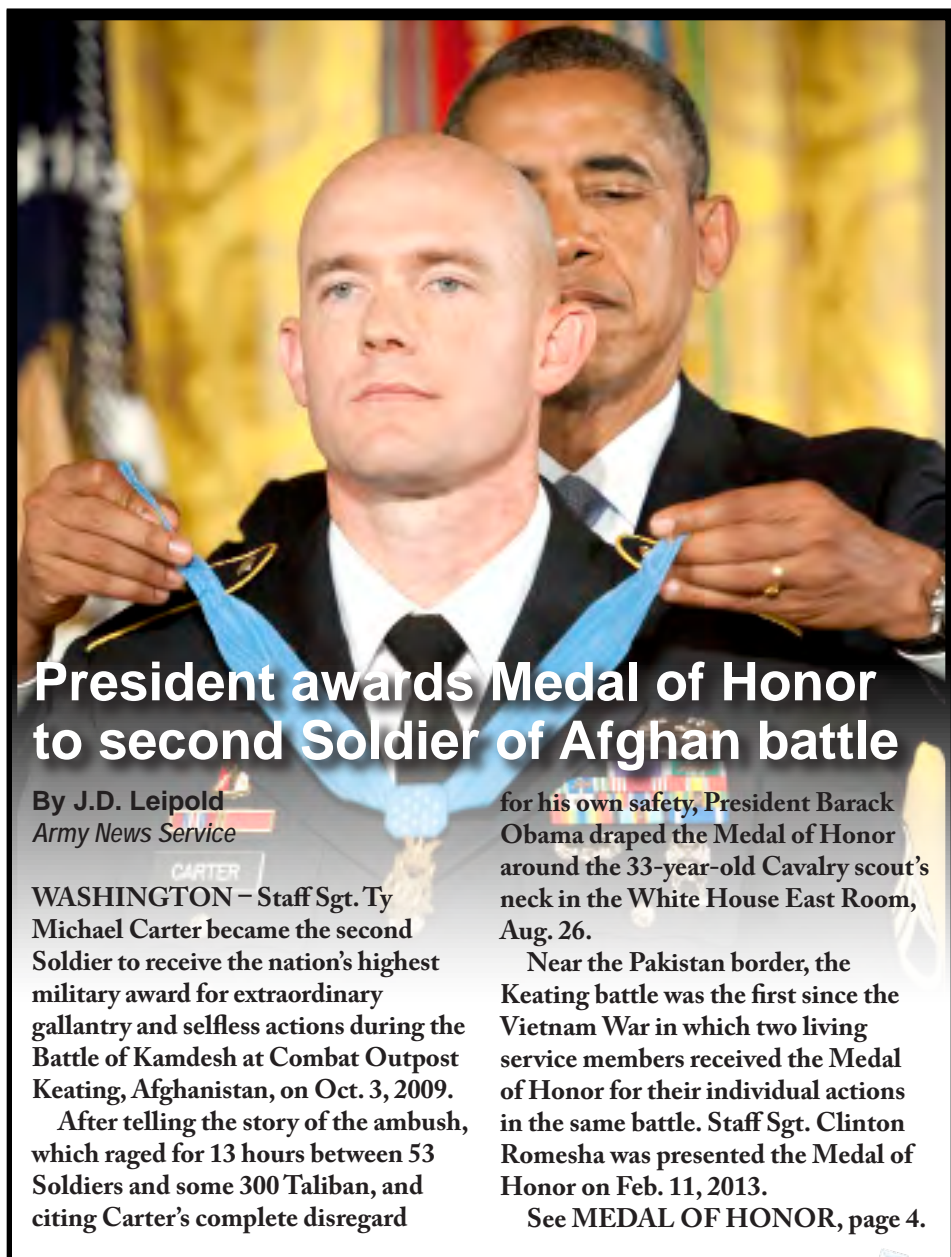 President awards Medal of Honor
to second Soldier of Afghan battle
By J.D. Leipold
Army News Service
CARTER
WASHINGTON – Staff Sgt. Ty
Michael Carter became the second
Soldier to receive the nation's highest
military award for extraordinary
gallantry and selfless actions during the
Battle of Kamdesh at Combat Outpost
Keating, Afghanistan, on Oct. 3, 2009.
After telling the story of the ambush,
which raged for 13 hours between 53
Soldiers and some 300 Taliban, and
citing Carter's complete disregard
for his own safety, President Barack
Obama draped the Medal of Honor
around the 33-year-old Cavalry scout's
neck in the White House East Room,
Aug. 26.
Near the Pakistan border, the
Keating battle was the first since the
Vietnam War in which two living
service members received the Medal
of Honor for their individual actions
in the same battle. Staff Sgt. Clinton
Romesha was presented the Medal of
Honor on Feb. 11, 2013.
See MEDAL OF HONOR, page 4.